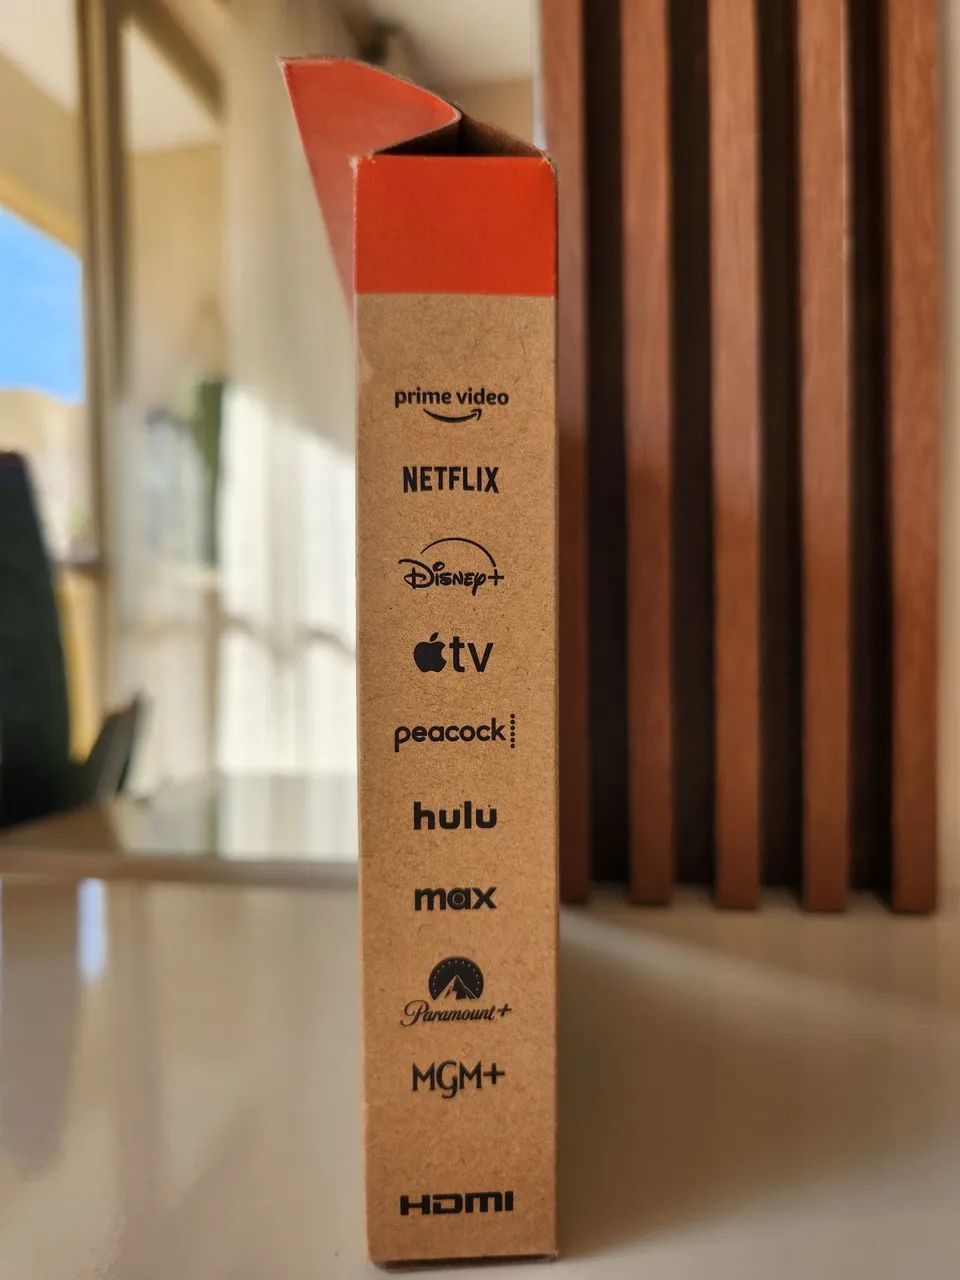 prime video
NETFLIX
Disney+
tv
peacock
hulu
max
Paramount+
MGM+
HDMI